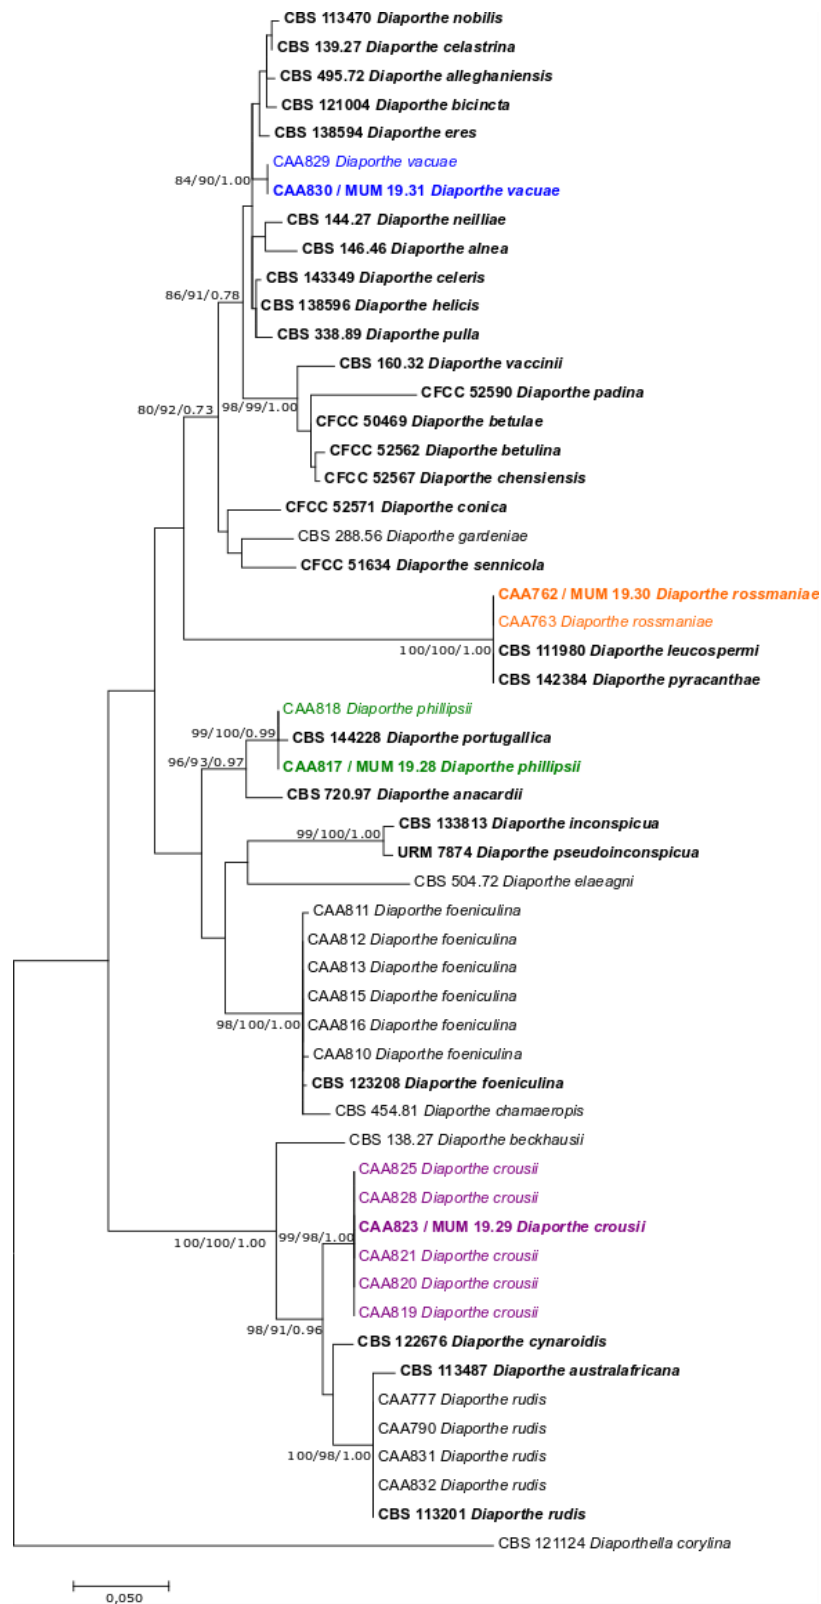 CBS 113470 Diaporthe nobilis
CBS 139.27 Diaporthe celastrina
CBS 495.72 Diaporthe alleghaniensis
CBS 121004 Diaporthe bicincta
CBS 138594 Diaporthe eres
CAA829 Diaporthe vacuae
84/90/1.00
CAA830 / MUM 19.31 Diaporthe vacuae
CBS 144.27 Diaporthe neilliae
CBS 146.46 Diaporthe alnea
CBS 143349 Diaporthe celeris
86/91/0.78
CBS 138596 Diaporthe helicis
CBS 338.89 Diaporthe pulla
CBS 160.32 Diaporthe vaccinii
CFCC 52590 Diaporthe padina
80/92/0.73
98/99/1.00
CFCC 50469 Diaporthe betulae
CFCC 52562 Diaporthe betulina
CFCC 52567 Diaporthe chensiensis
CFCC 52571 Diaporthe conica
CBS 288.56 Diaporthe gardeniae
CFCC 51634 Diaporthe sennicola
CAA762 / MUM 19.30 Diaporthe rossmaniae
CAA763 Diaporthe rossmaniae
100/100/1.00
CBS 111980 Diaporthe leucospermi
CBS 142384 Diaporthe pyracanthae
CAA818 Diaporthe phillipsii
99/100/0.99
CBS 144228 Diaporthe portugallica
96/93/0.97
CAA817 / MUM 19.28 Diaporthe phillipsii
CBS 720.97 Diaporthe anacardii
CBS 133813 Diaporthe inconspicua
99/100/1.00
URM 7874 Diaporthe pseudoinconspicua
CBS 504.72 Diaporthe elaeagni
CAA811 Diaporthe foeniculina
CAA812 Diaporthe foeniculina
CAA813 Diaporthe foeniculina
CAA815 Diaporthe foeniculina
98/100/1.00
CAA816 Diaporthe foeniculina
CAA810 Diaporthe foeniculina
CBS 123208 Diaporthe foeniculina
CBS 454.81 Diaporthe chamaeropis
CBS 138.27 Diaporthe beckhausii
CAA825 Diaporthe crousii
CAA828 Diaporthe crousii
CAA823 / MUM 19.29 Diaporthe crousii
100/100/1.00
99/98/1.00
CAA821 Diaporthe crousii
CAA820 Diaporthe crousii
CAA819 Diaporthe crousii
98/91/0.96
CBS 122676 Diaporthe cynaroidis
CBS 113487 Diaporthe australafricana
CAA777 Diaporthe rudis
CAA790 Diaporthe rudis
100/98/1.00
CAA831 Diaporthe rudis
CAA832 Diaporthe rudis
CBS 113201 Diaporthe rudis
CBS 121124 Diaporthella corylina
0,050